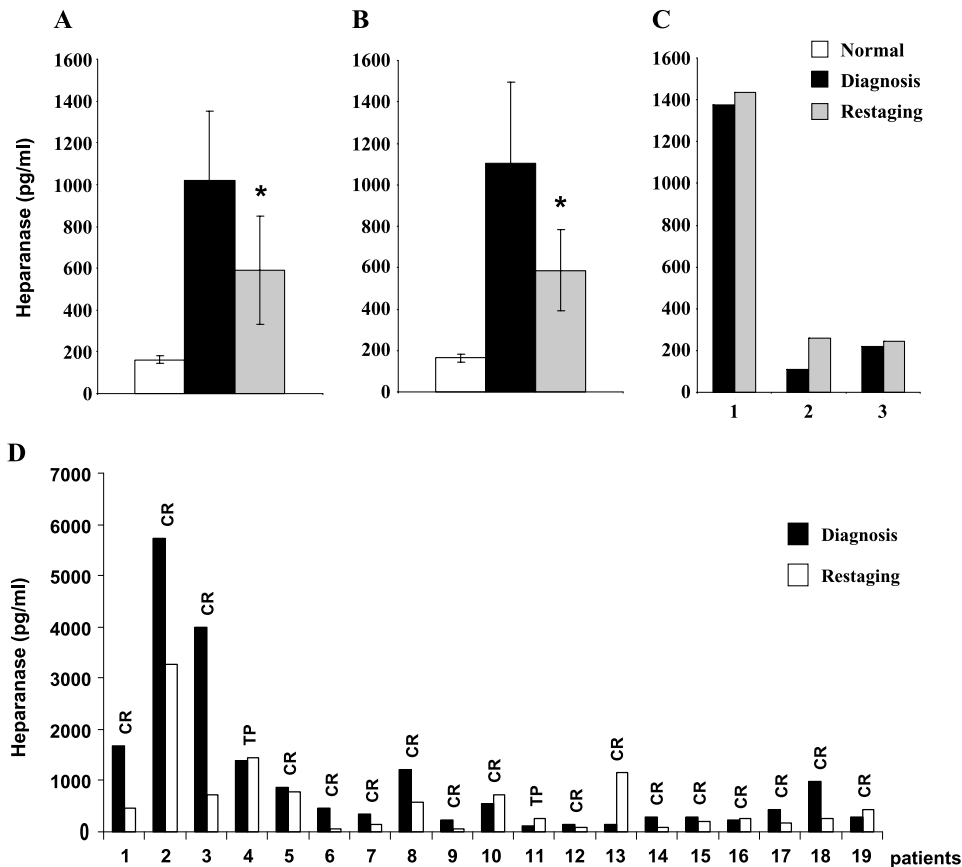 A
B
1600
1400
1200
1000
800
600
400
200
0
Heparanase (pg/ml)
*
1600
1400
1200
1000
800
600
400
200
0
*
1600
1400
1200
1000
800
600
400
200
0
1 2 3
C
Normal
Diagnosis
Restaging
D
7000
6000
5000
4000
3000
2000
1000
0
Heparanase (pg/ml)
CR
CR
CR
TP
CR
CR
CR
CR
CR
CR
TP
CR
CR
CR
CR
CR
CR
CR
CR
Diagnosis
Restaging
1 2 3 4 5 6 7 8 9 10 11 12 13 14 15 16 17 18 19 patients